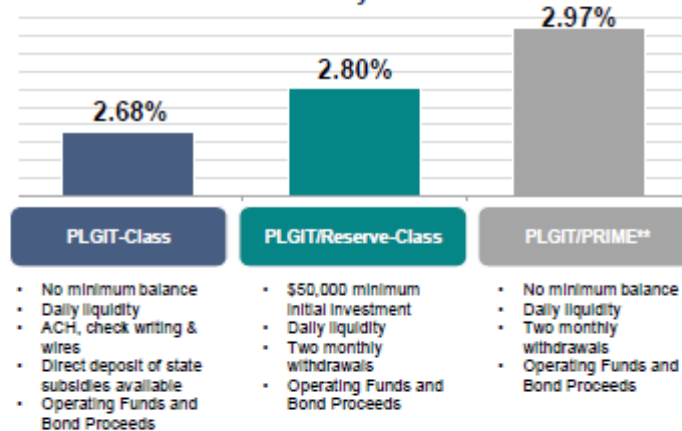 2.97%
2.80%
2.68%
PLGIT-Class
PLGIT/Reserve-Class
PLGIT/PRIME**
• No minimum balance
• Daily liquidity
• ACH, check writing &
wires
• Direct deposit of state
subsidies available
• Operating Funds and
Bond Proceeds
• $50,000 minimum
initial investment
• Daily liquidity
• Two monthly
withdrawals
• Operating Funds and
Bond Proceeds
• No minimum balance
• Daily liquidity
• Two monthly
withdrawals
• Operating Funds and
Bond Proceeds